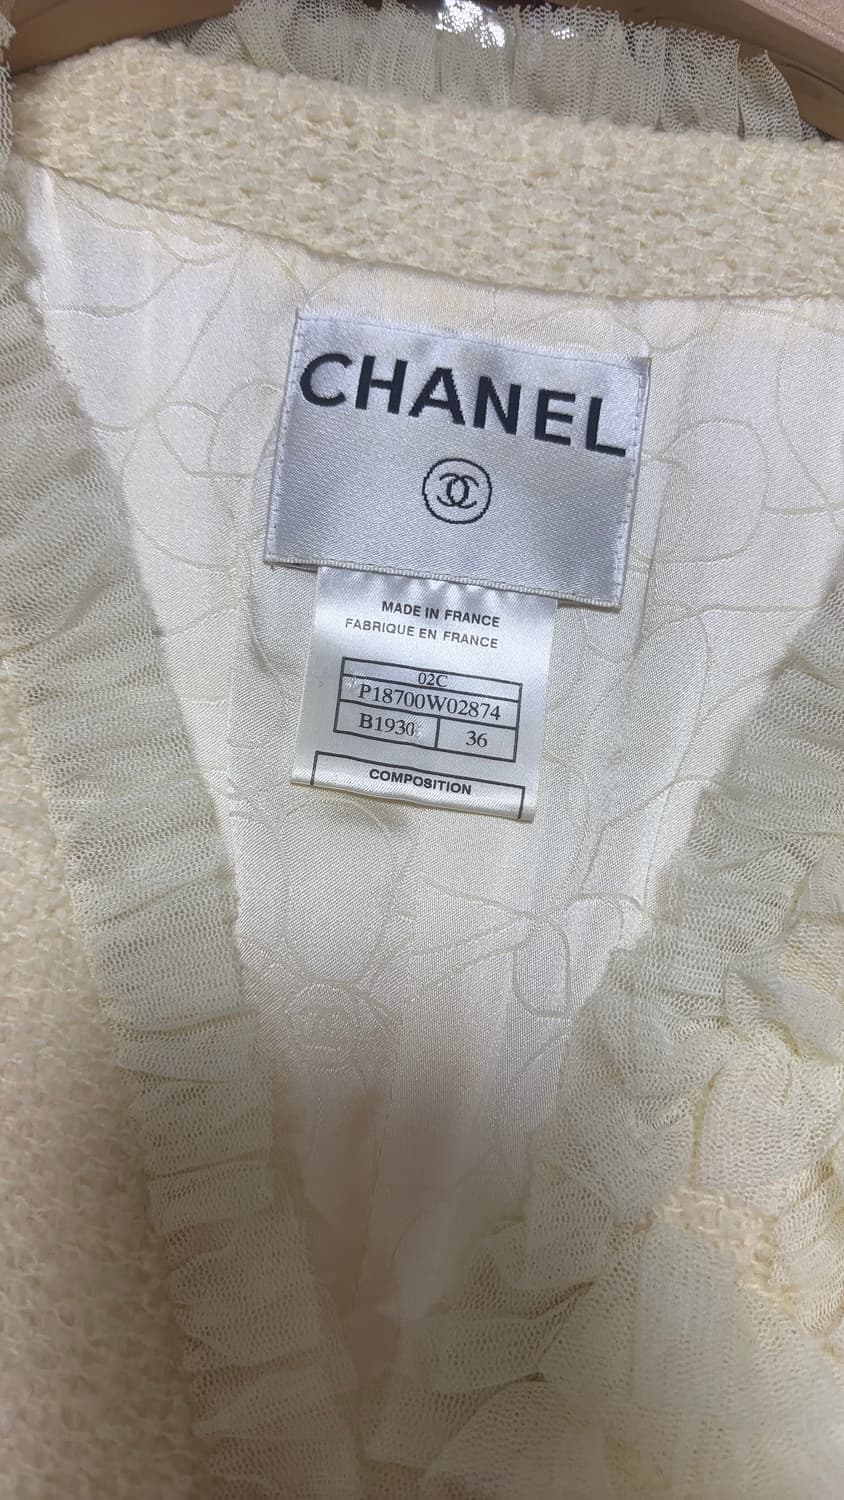 CHANEL
MADE IN FRANCE
FABRIQUE EN FRANCE
02C
P18700W02874
B1930 36
COMPOSITION